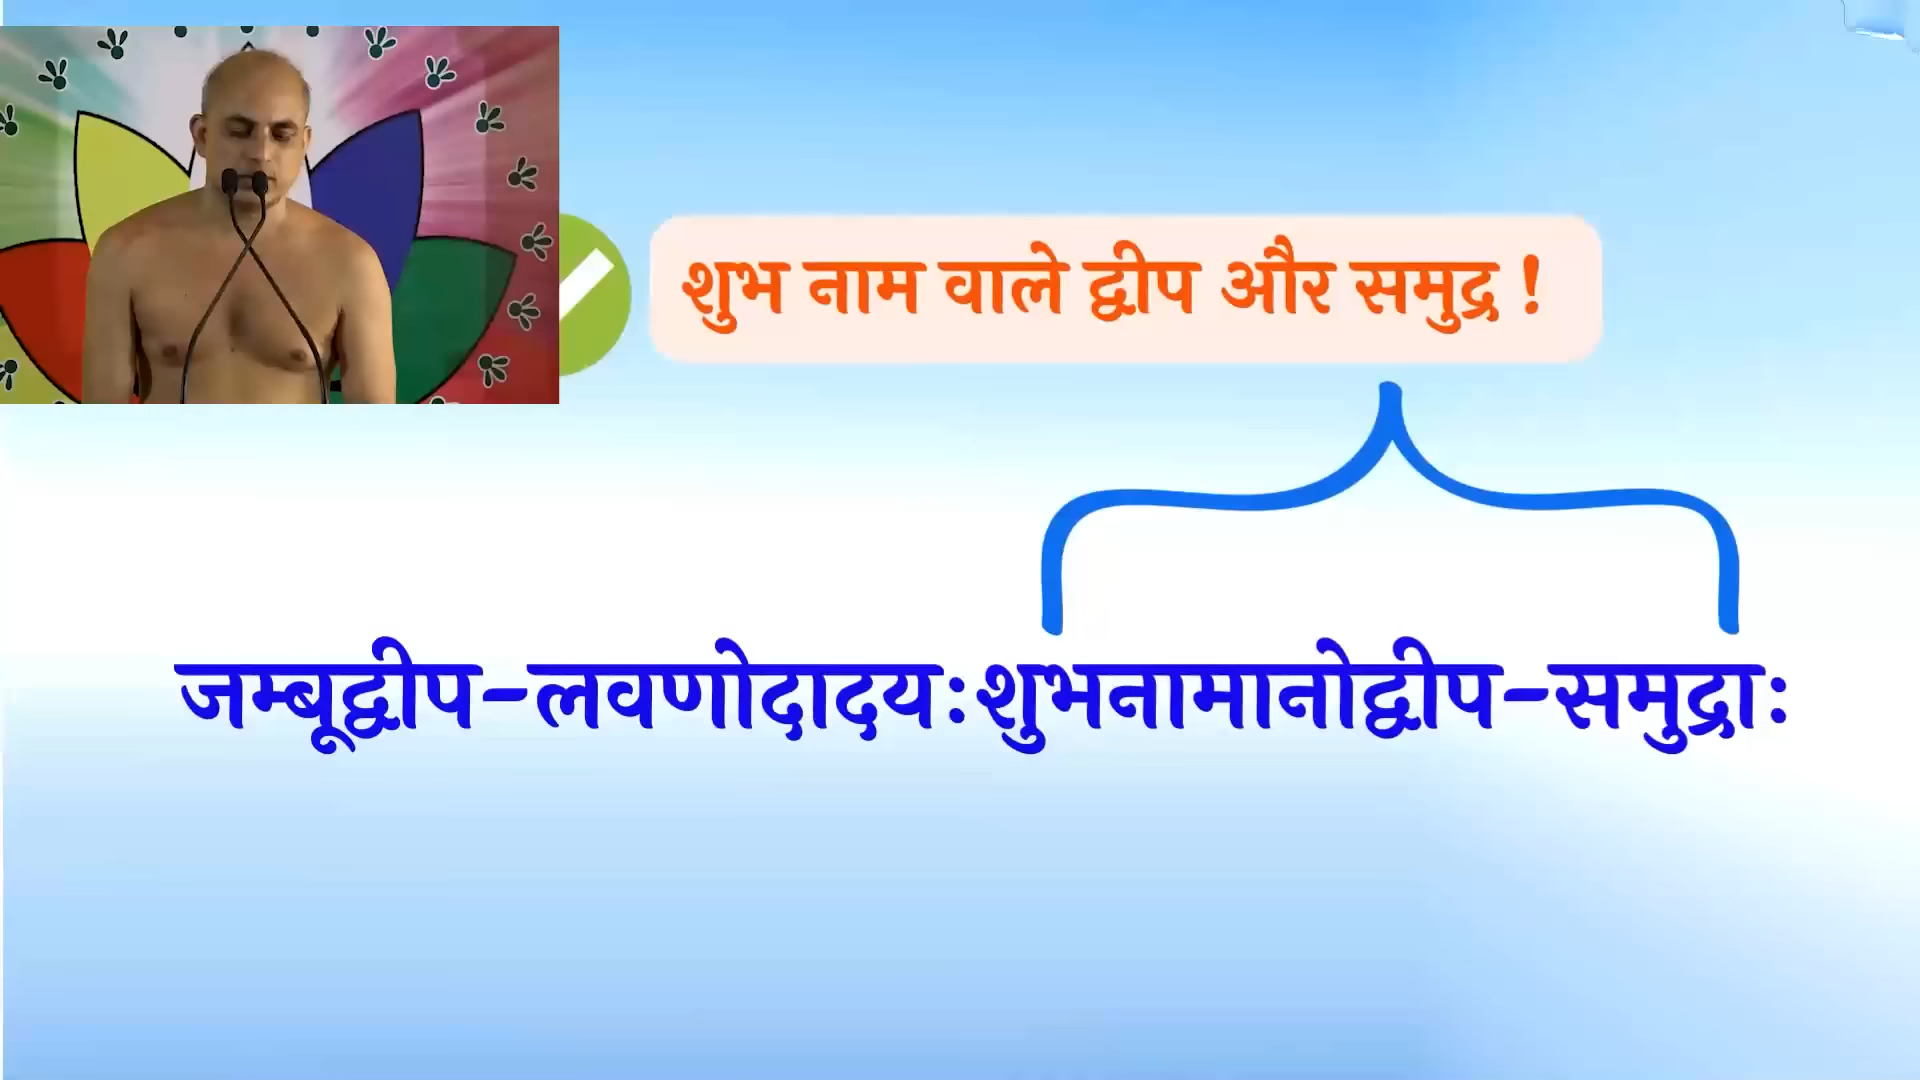 शुभ नाम वाले द्वीप और समुद्र !
जम्बूद्वीप-लवणोदादयःशुभनामानोद्वीप-समुद्राः